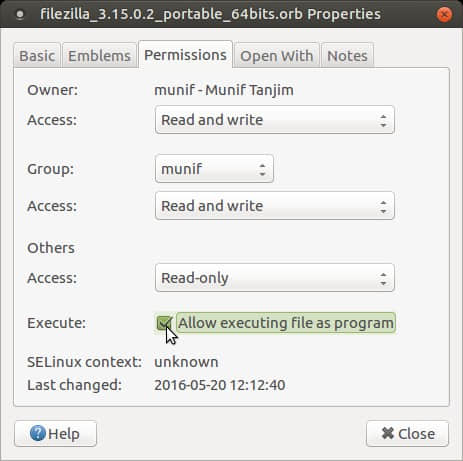 filezilla_3.15.0.2_portable_64bits.orb Properties
Basic Emblems Permissions Open With Notes
Owner: munif - Munif Tanjim
Access: Read and write
Group: munif
Access: Read and write
Others
Access: Read-only
Execute: Allow executing file as program
SELinux context: unknown
Last changed: 2016-05-20 12:12:40
Help Close